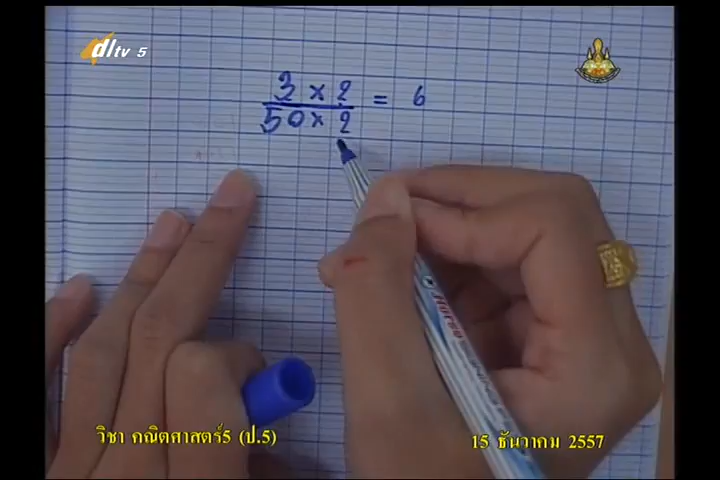 dltv 5
3 × 2 = 6
50 × 2
Horse
วิชา คณิตศาสตร์5 (ป.5)
15 ธันวาคม 2557